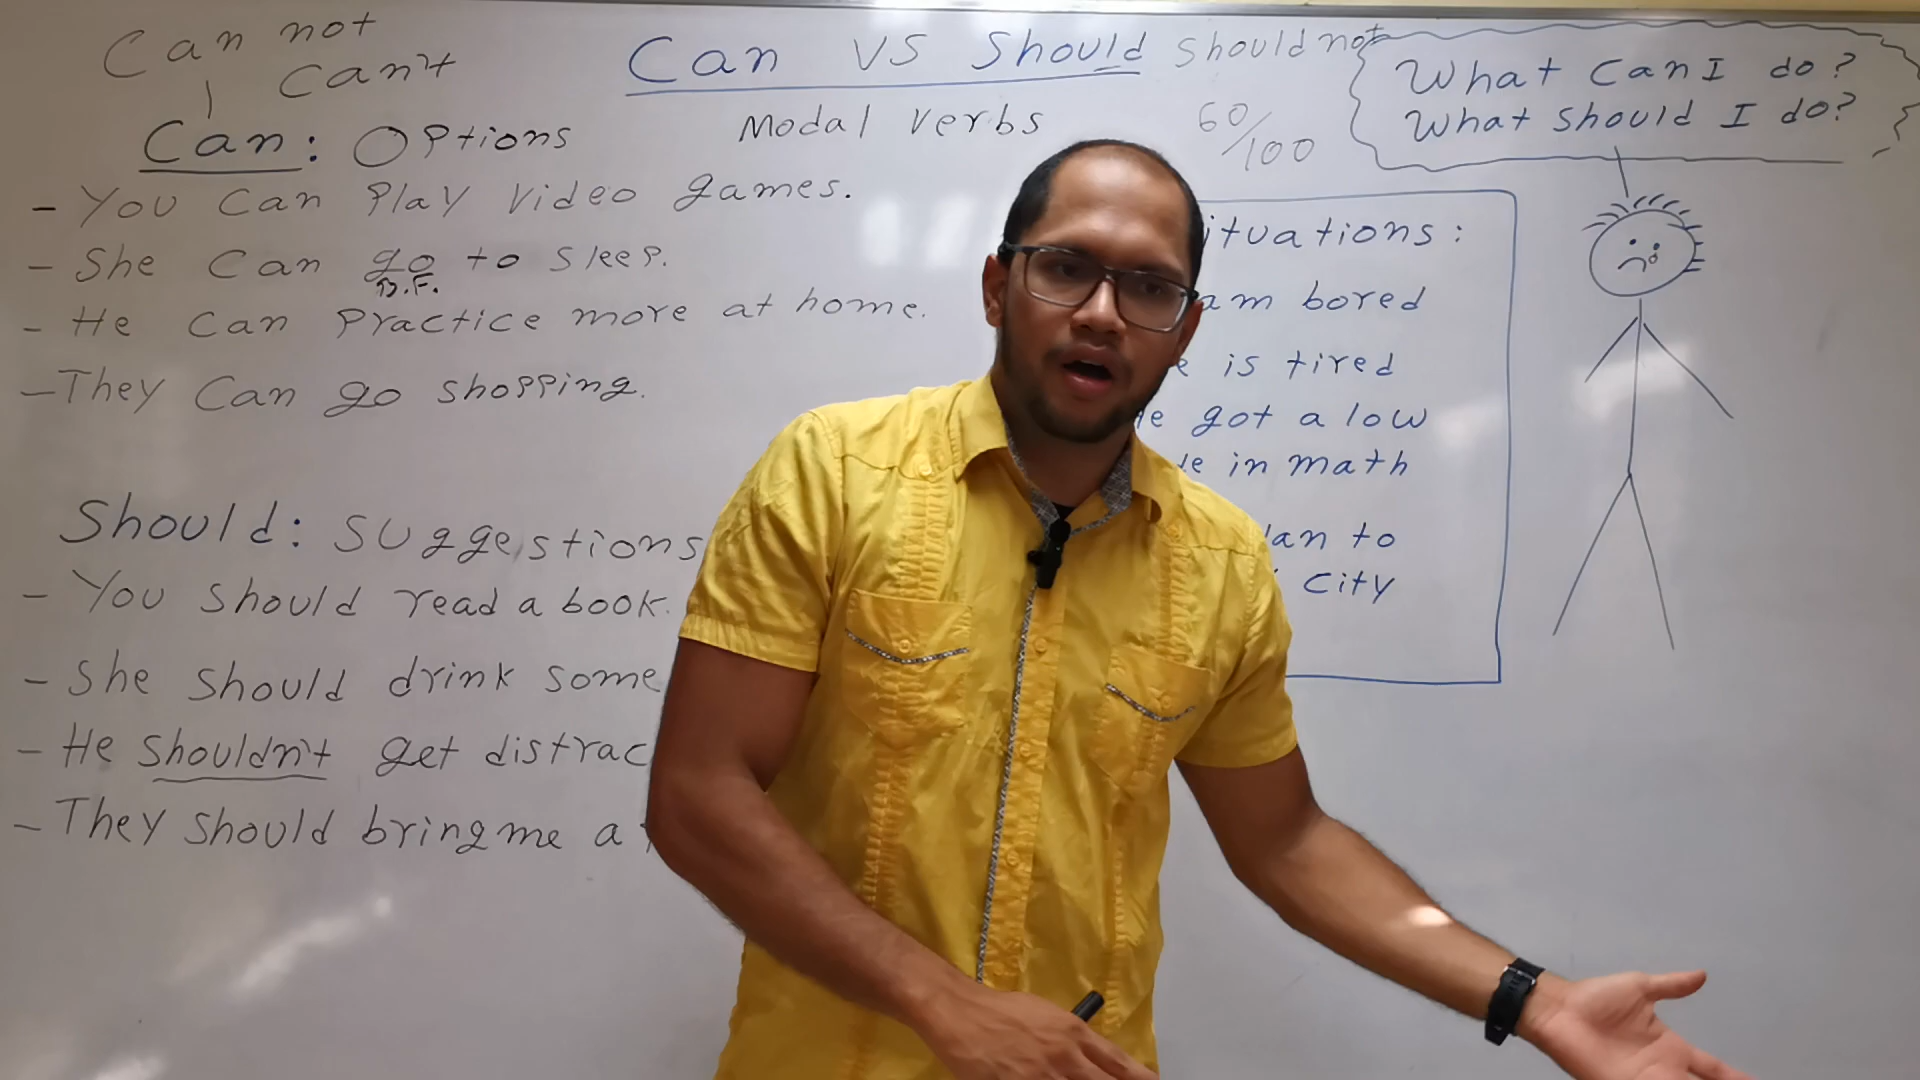 Can not
Can't
Can vs Should should not
Modal verbs
60/100
What can I do?
What should I do?
Can: Options
- You can play video games.
- She can go to sleep.
B.F.
- He can practice more at home.
- They can go shopping.
Should: Suggestions
- You should read a book.
- She should drink some
- He shouldn't get distrac
- They should bring me a
ituations:
am bored
is tired
got a low
in math
to
City